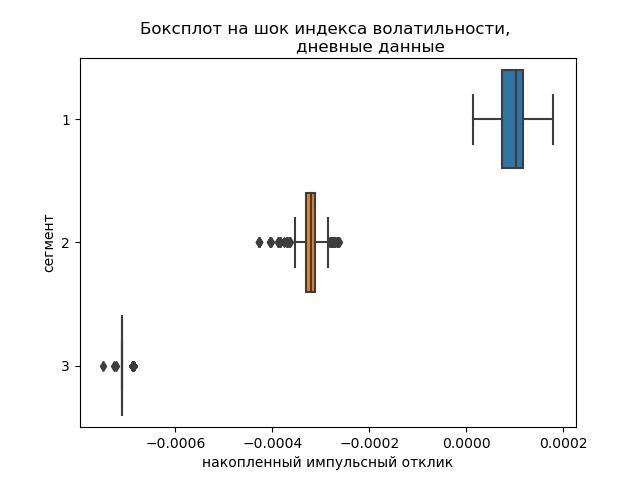 Боксплот на шок индекса волатильности,
дневные данные
1
2
3
сегмент
−0.0006 −0.0004 −0.0002 0.0000 0.0002
накопленный импульсный отклик